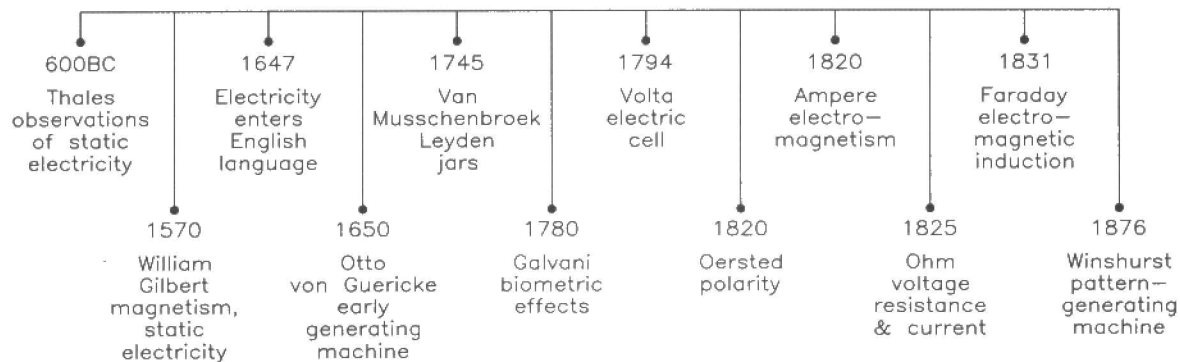 600BC
Thales
observations
of static
electricity
1570
William
Gilbert
magnetism,
static
electricity
1647
Electricity
enters
English
language
1650
Otto
von Guericke
early
generating
machine
1745
Van
Musschenbroek
Leyden
jars
1780
Galvani
biometric
effects
1794
Volta
electric
cell
1820
Oersted
polarity
1820
Ampere
electro-
magnetism
1825
Ohm
voltage
resistance
& current
1831
Faraday
electro-
magnetic
induction
1876
Winshurst
pattern-
generating
machine